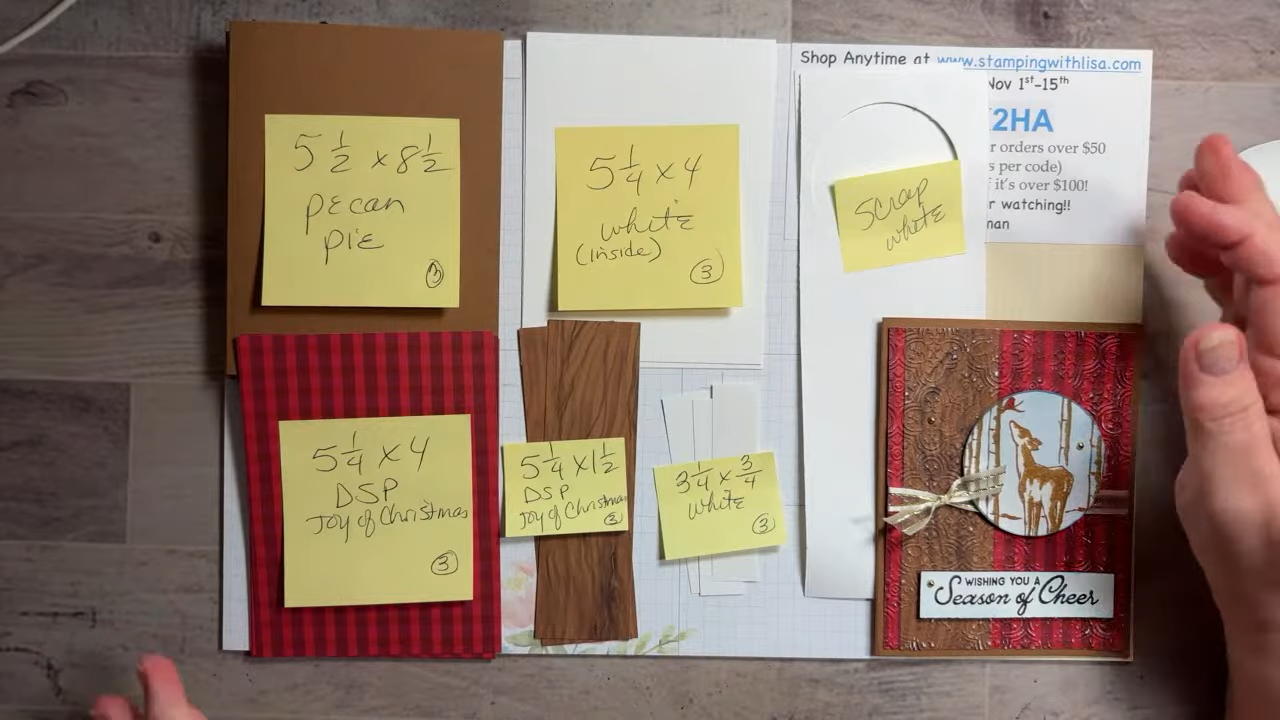 5 1/2 x 8 1/2
pecan
pie
3
5 1/4 x 4
white
(inside)
3
Scrap
white
Shop Anytime at www.stampingwithlisa.com
Nov 1st-15th
2HA
r orders over $50
s per code)
if it's over $100!
r watching!!
man
5 1/4 x 4
DSP
Joy of Christmas
3
5 1/4 x 1 1/2
DSP
Joy of Christmas
3
3 1/4 x 3/4
white
3
WISHING YOU A
Season of Cheer